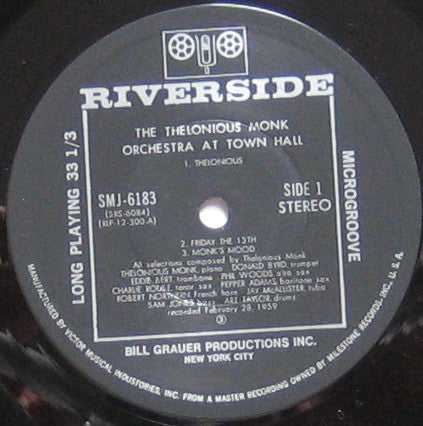 RIVERSIDE
THE THELONIOUS MONK
ORCHESTRA AT TOWN HALL
1. THELONIOUS
SMJ-6183
(SRS-6084)
(RLP-12-300-A)
SIDE 1
STEREO
2. FRIDAY THE 13TH
3. MONK'S MOOD
All selections composed by Thelonious Monk
THELONIOUS MONK, piano DONALD BYRD, trumpet
EDDIE BERT, trombone PHIL WOODS, alto sax
CHARLIE ROUSE, tenor sax PEPPER ADAMS, baritone sax
ROBERT NORTHERN, french horn JAY McALLISTER, tuba
SAM JONES, bass ART TAYLOR, drums
recorded February 28, 1959
BILL GRAUER PRODUCTIONS INC.
NEW YORK CITY
LONG PLAYING 33 1/3
MICROGROOVE
MANUFACTURED BY VICTOR MUSICAL INDUSTRIES, INC. FROM A MASTER RECORDING OWNED BY MILESTONE RECORDS, INC. U.S.A.